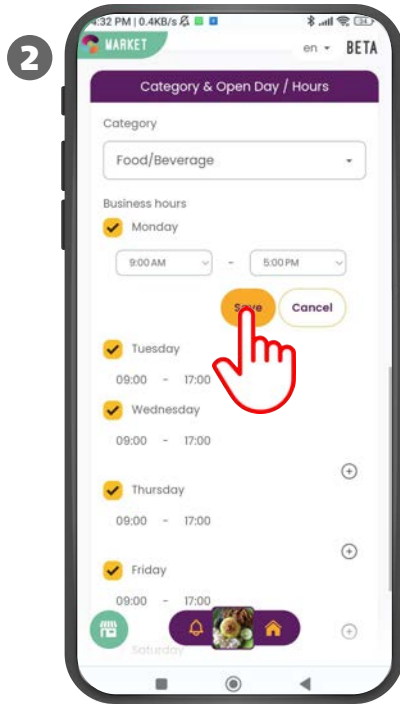 2
4:32 PM | 0.4KB/s
MARKET
en BETA
Category & Open Day / Hours
Category
Food/Beverage
Business hours
Monday
9:00 AM - 5:00 PM
Save Cancel
Tuesday
09:00 - 17:00
Wednesday
09:00 - 17:00
Thursday
09:00 - 17:00
Friday
09:00 - 17:00
Saturday